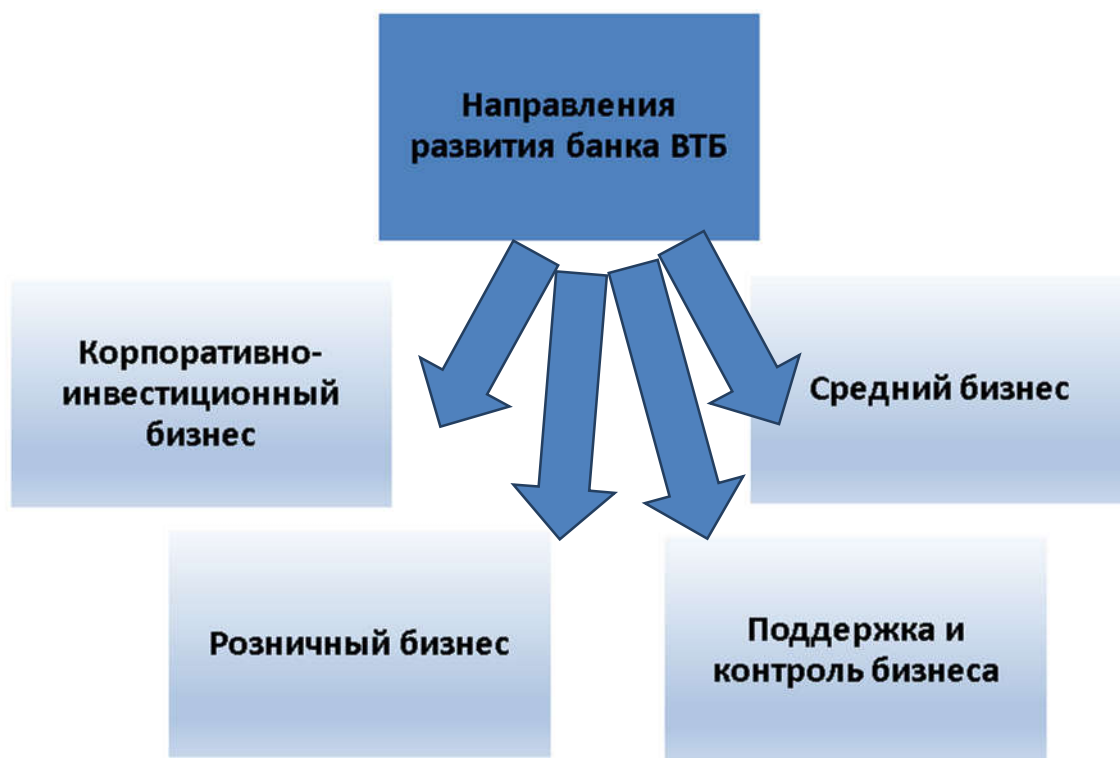 Направления
развития банка ВТБ
Корпоративно-
инвестиционный
бизнес
Средний бизнес
Розничный бизнес
Поддержка и
контроль бизнеса